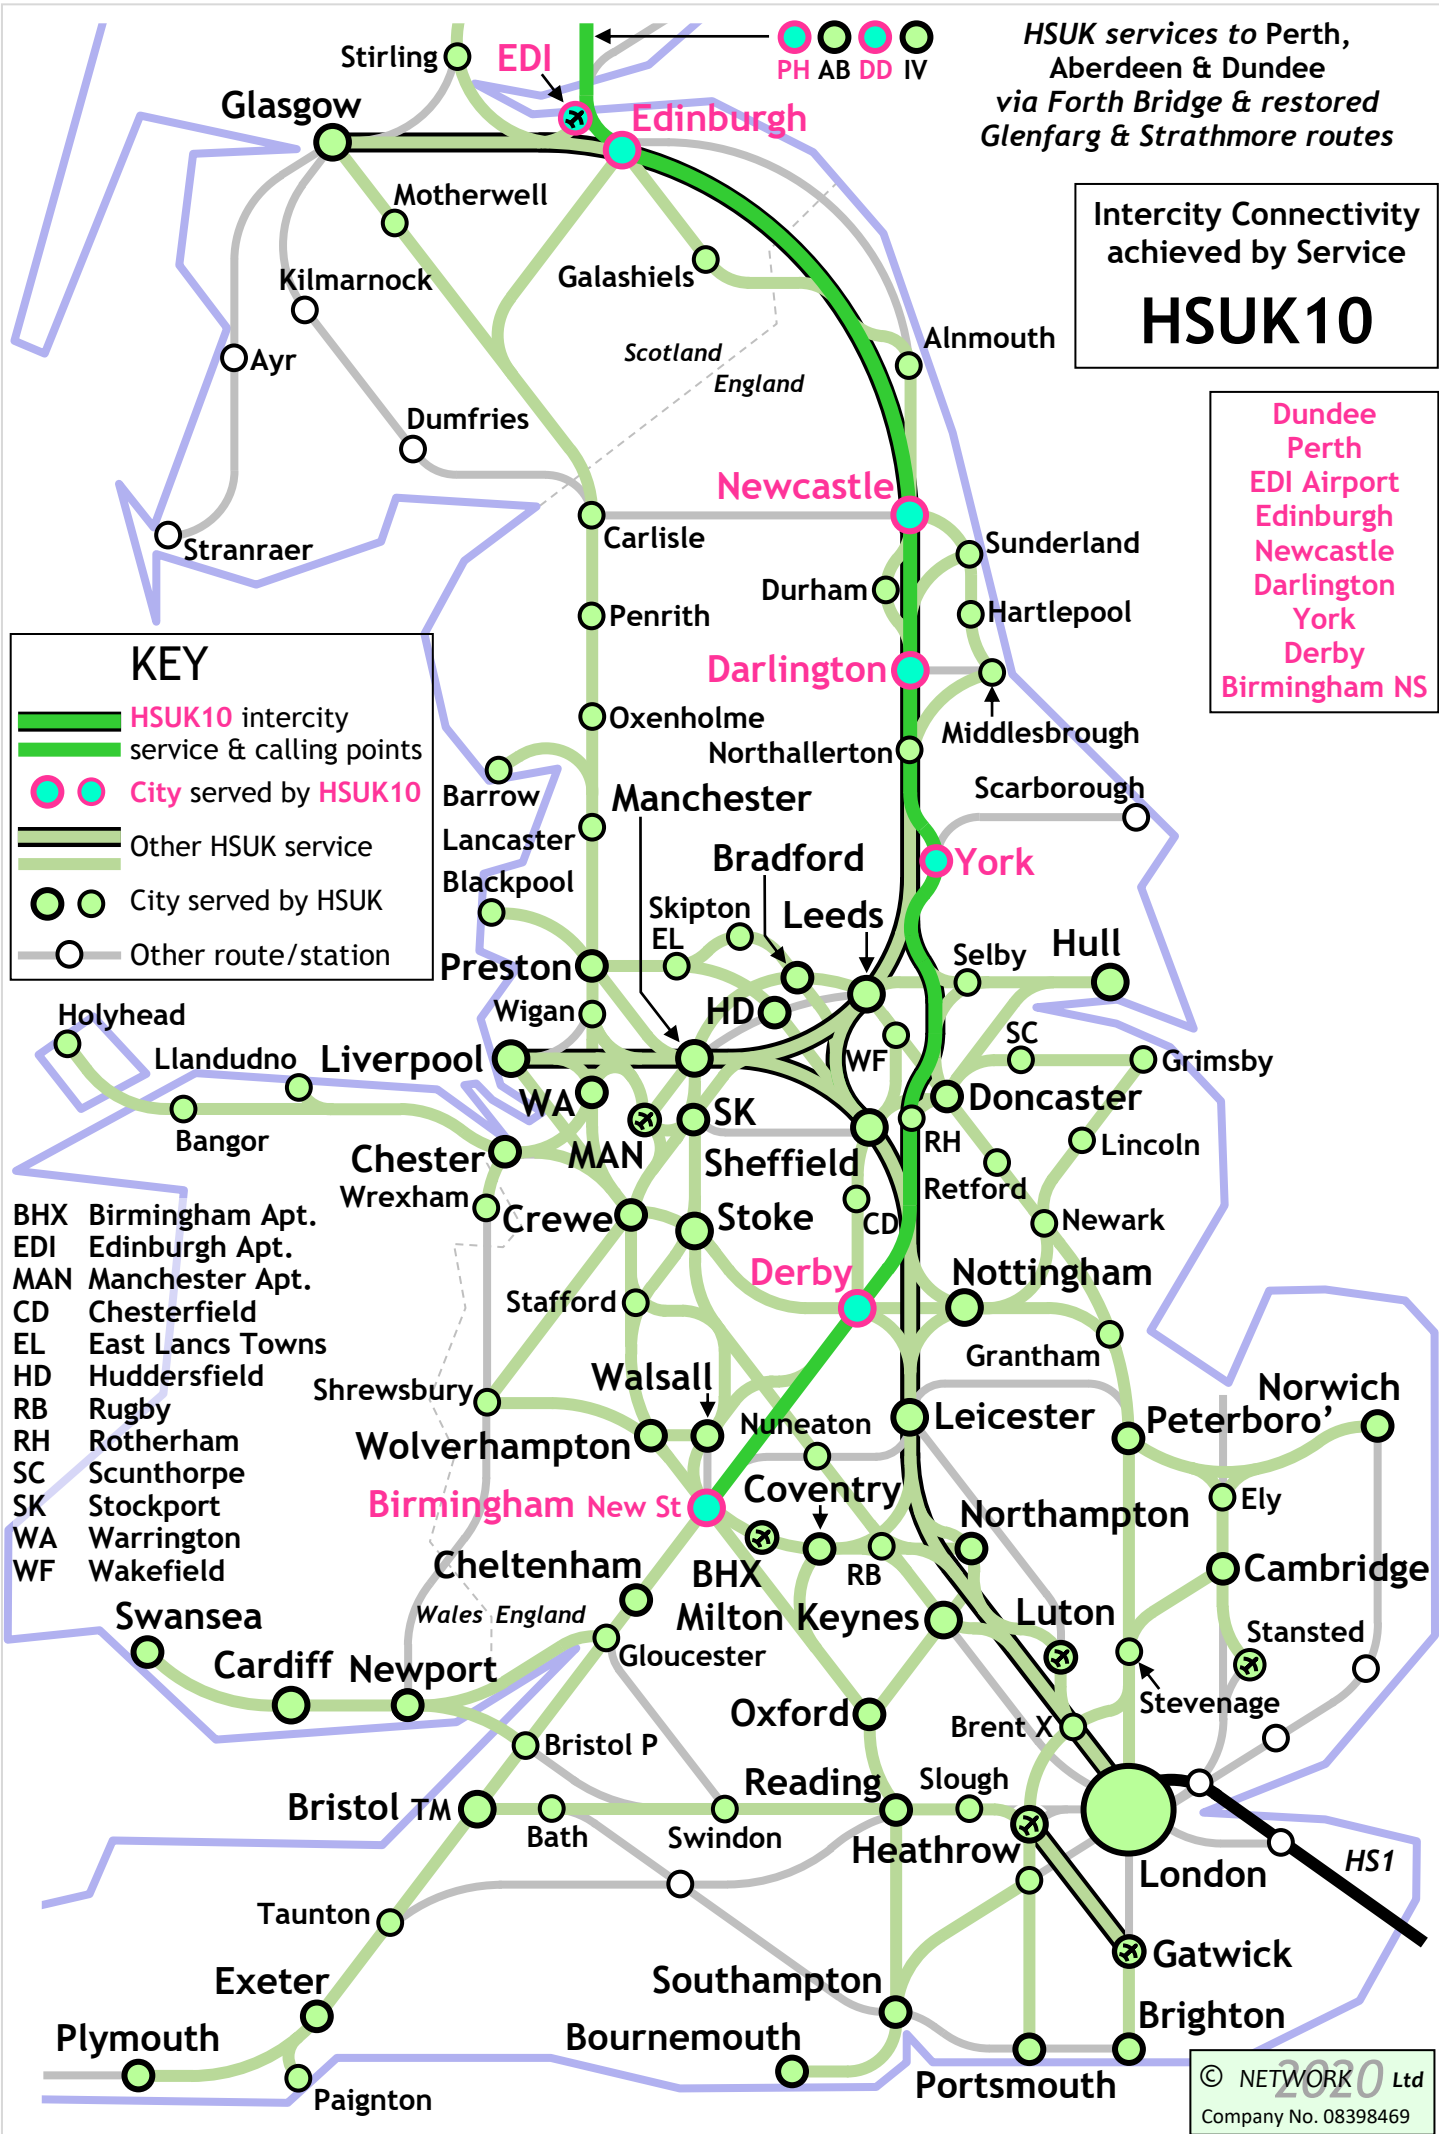 HSUK services to Perth,
Aberdeen & Dundee
via Forth Bridge & restored
Glenfarg & Strathmore routes
PH AB DD IV
Stirling
EDI
Glasgow
Edinburgh
Intercity Connectivity
achieved by Service
HSUK10
Motherwell
Kilmarnock
Galashiels
Ayr
Scotland
England
Alnmouth
Dundee
Perth
EDI Airport
Edinburgh
Newcastle
Darlington
York
Derby
Birmingham NS
Dumfries
Newcastle
Stranraer
Carlisle
Sunderland
Durham
Hartlepool
Penrith
KEY
HSUK10 intercity
service & calling points
City served by HSUK10
Other HSUK service
City served by HSUK
Other route/station
Darlington
Middlesbrough
Oxenholme
Northallerton
Barrow
Manchester
Scarborough
Lancaster
Bradford
York
Blackpool
Skipton
EL
Leeds
Preston
Selby
Hull
Wigan
HD
Holyhead
Llandudno
Liverpool
WF
SC
Grimsby
WA
SK
Doncaster
Bangor
MAN
RH
Lincoln
Chester
Sheffield
Wrexham
Retford
Crewe
Stoke
CD
Newark
BHX Birmingham Apt.
EDI Edinburgh Apt.
MAN Manchester Apt.
CD Chesterfield
EL East Lancs Towns
HD Huddersfield
RB Rugby
RH Rotherham
SC Scunthorpe
SK Stockport
WA Warrington
WF Wakefield
Derby
Nottingham
Stafford
Grantham
Walsall
Shrewsbury
Norwich
Nuneaton
Leicester
Peterboro’
Wolverhampton
Coventry
Birmingham New St
Ely
Northampton
Cheltenham
BHX
RB
Cambridge
Wales England
Milton Keynes
Luton
Swansea
Stansted
Gloucester
Cardiff
Newport
Stevenage
Oxford
Brent X
Bristol P
Reading
Slough
Bristol TM
Bath
Swindon
Heathrow
London
HS1
Taunton
Gatwick
Exeter
Southampton
Brighton
Plymouth
Bournemouth
Paignton
Portsmouth
© NETWORK 2020 Ltd
Company No. 08398469